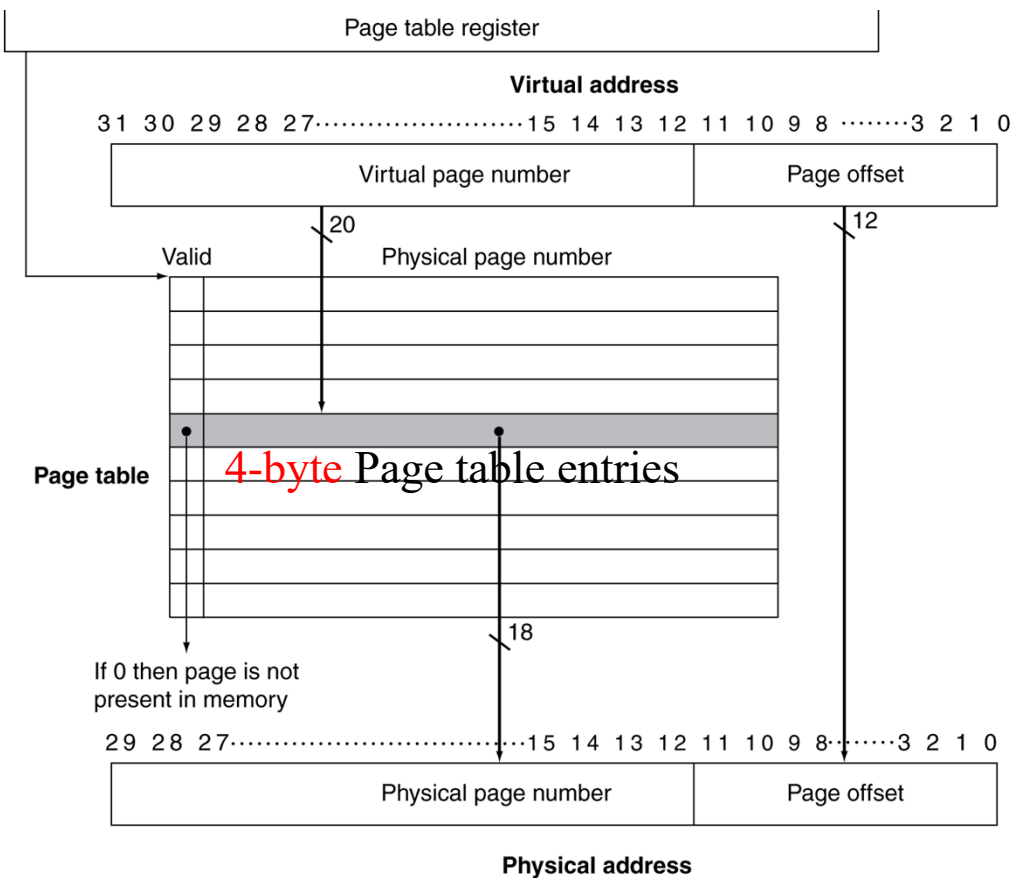 Page table register
Virtual address
31 30 29 28 27························15 14 13 12 11 10 9 8 ········3 2 1 0
Virtual page number Page offset
20 12
Valid Physical page number
Page table 4-byte Page table entries
18
If 0 then page is not
present in memory
29 28 27··································15 14 13 12 11 10 9 8········3 2 1 0
Physical page number Page offset
Physical address